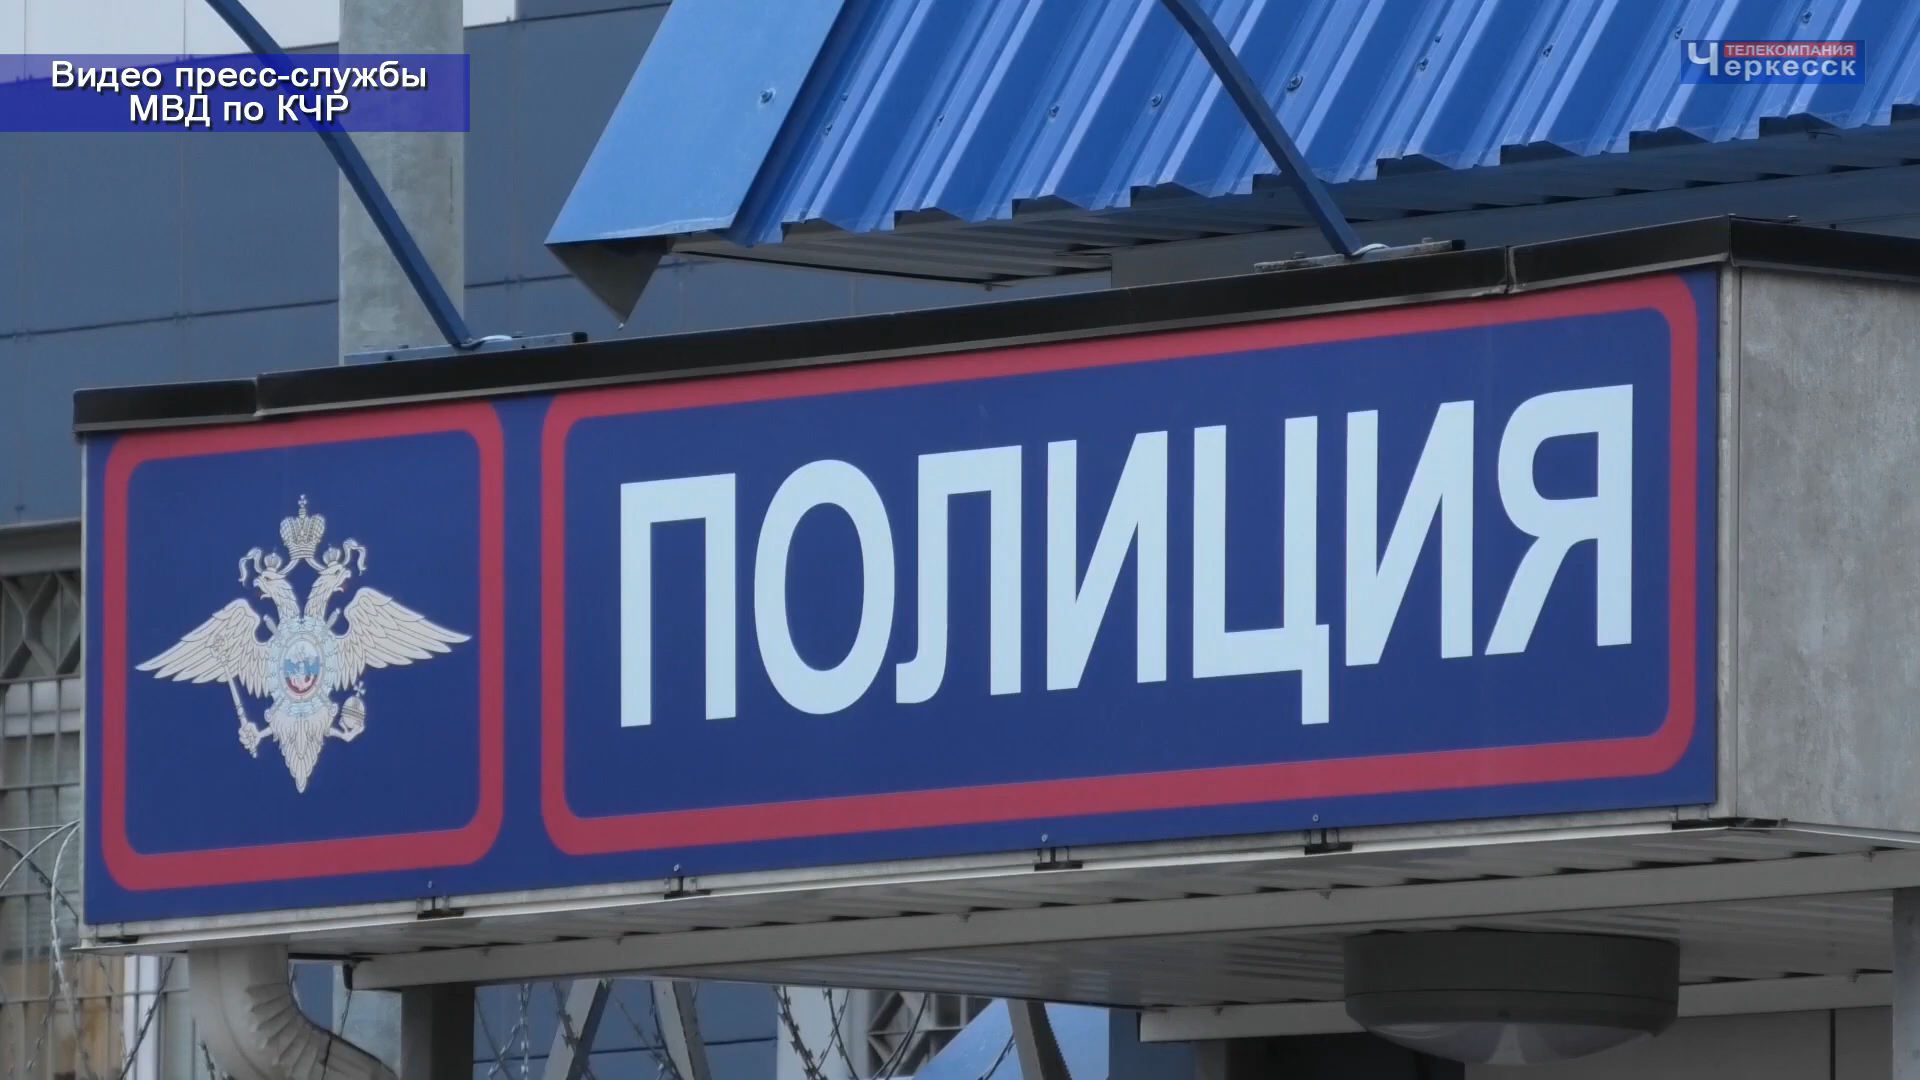 Видео пресс-службы
МВД по КЧР
ТЕЛЕКОМПАНИЯ
Черкесск
ПОЛИЦИЯ